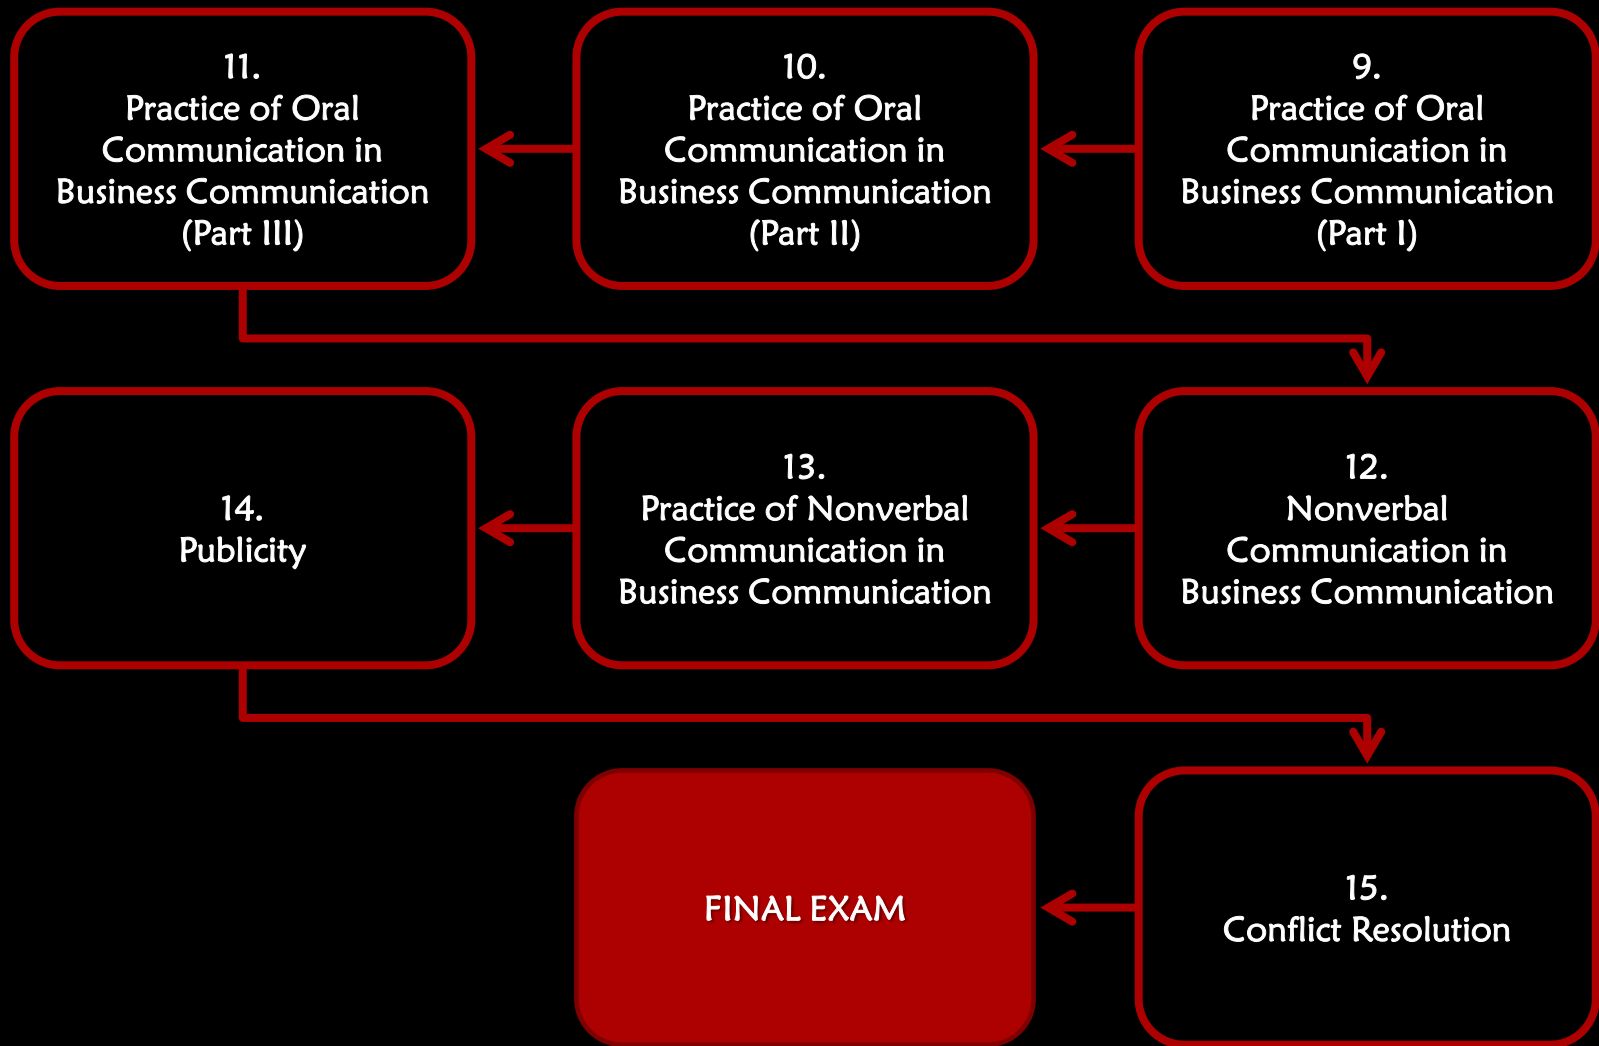 9.
Practice of Oral
Communication in
Business Communication
(Part I)
10.
Practice of Oral
Communication in
Business Communication
(Part II)
11.
Practice of Oral
Communication in
Business Communication
(Part III)
12.
Nonverbal
Communication in
Business Communication
13.
Practice of Nonverbal
Communication in
Business Communication
14.
Publicity
15.
Conflict Resolution
FINAL EXAM